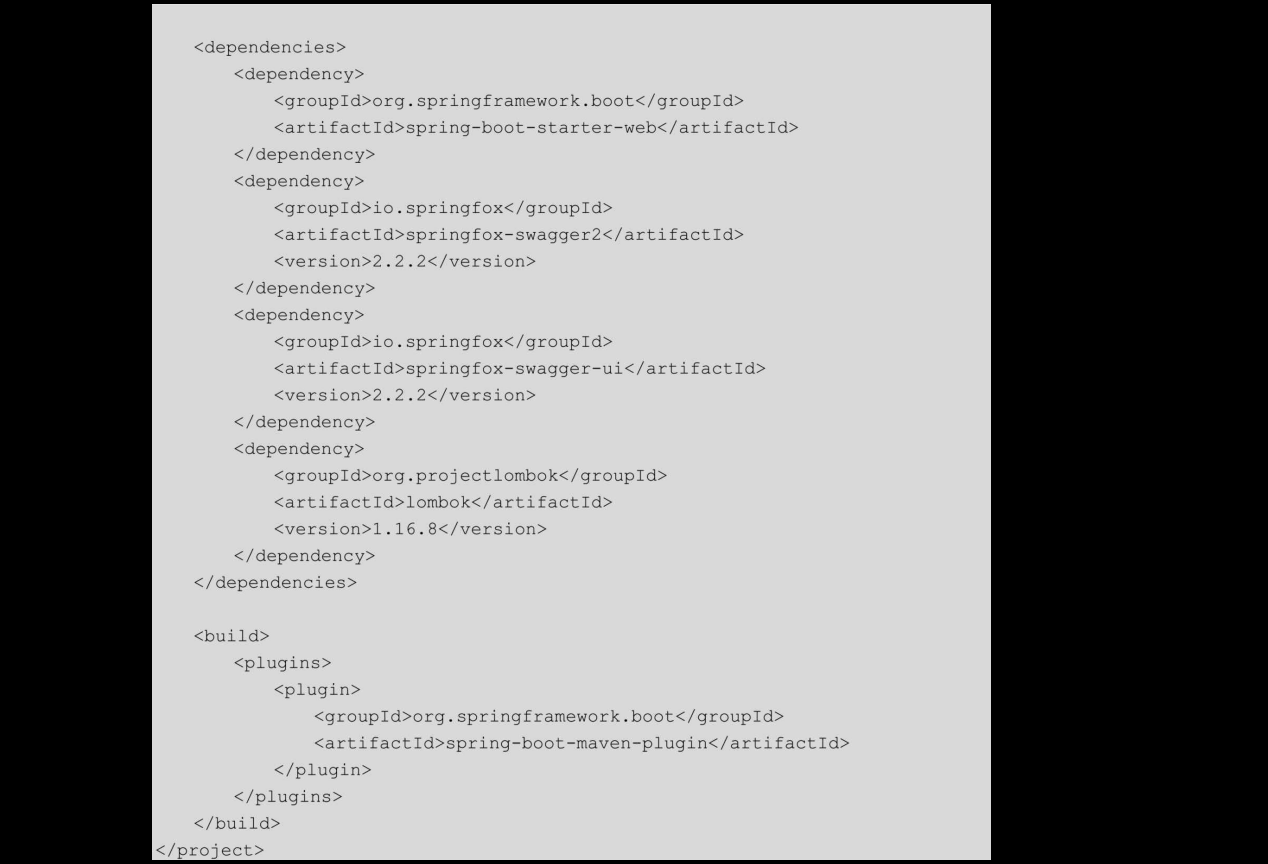 <dependencies>
<dependency>
<groupId>org.springframework.boot</groupId>
<artifactId>spring-boot-starter-web</artifactId>
</dependency>
<dependency>
<groupId>io.springfox</groupId>
<artifactId>springfox-swagger2</artifactId>
<version>2.2.2</version>
</dependency>
<dependency>
<groupId>io.springfox</groupId>
<artifactId>springfox-swagger-ui</artifactId>
<version>2.2.2</version>
</dependency>
<dependency>
<groupId>org.projectlombok</groupId>
<artifactId>lombok</artifactId>
<version>1.16.8</version>
</dependency>
</dependencies>
<build>
<plugins>
<plugin>
<groupId>org.springframework.boot</groupId>
<artifactId>spring-boot-maven-plugin</artifactId>
</plugin>
</plugins>
</build>
</project>